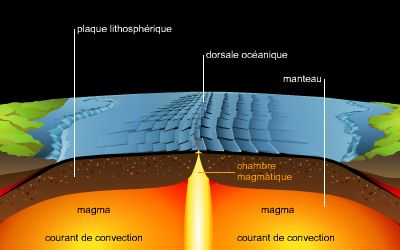 plaque lithosphérique
dorsale océanique
manteau
chambre
magmatique
magma
magma
courant de convection
courant de convection